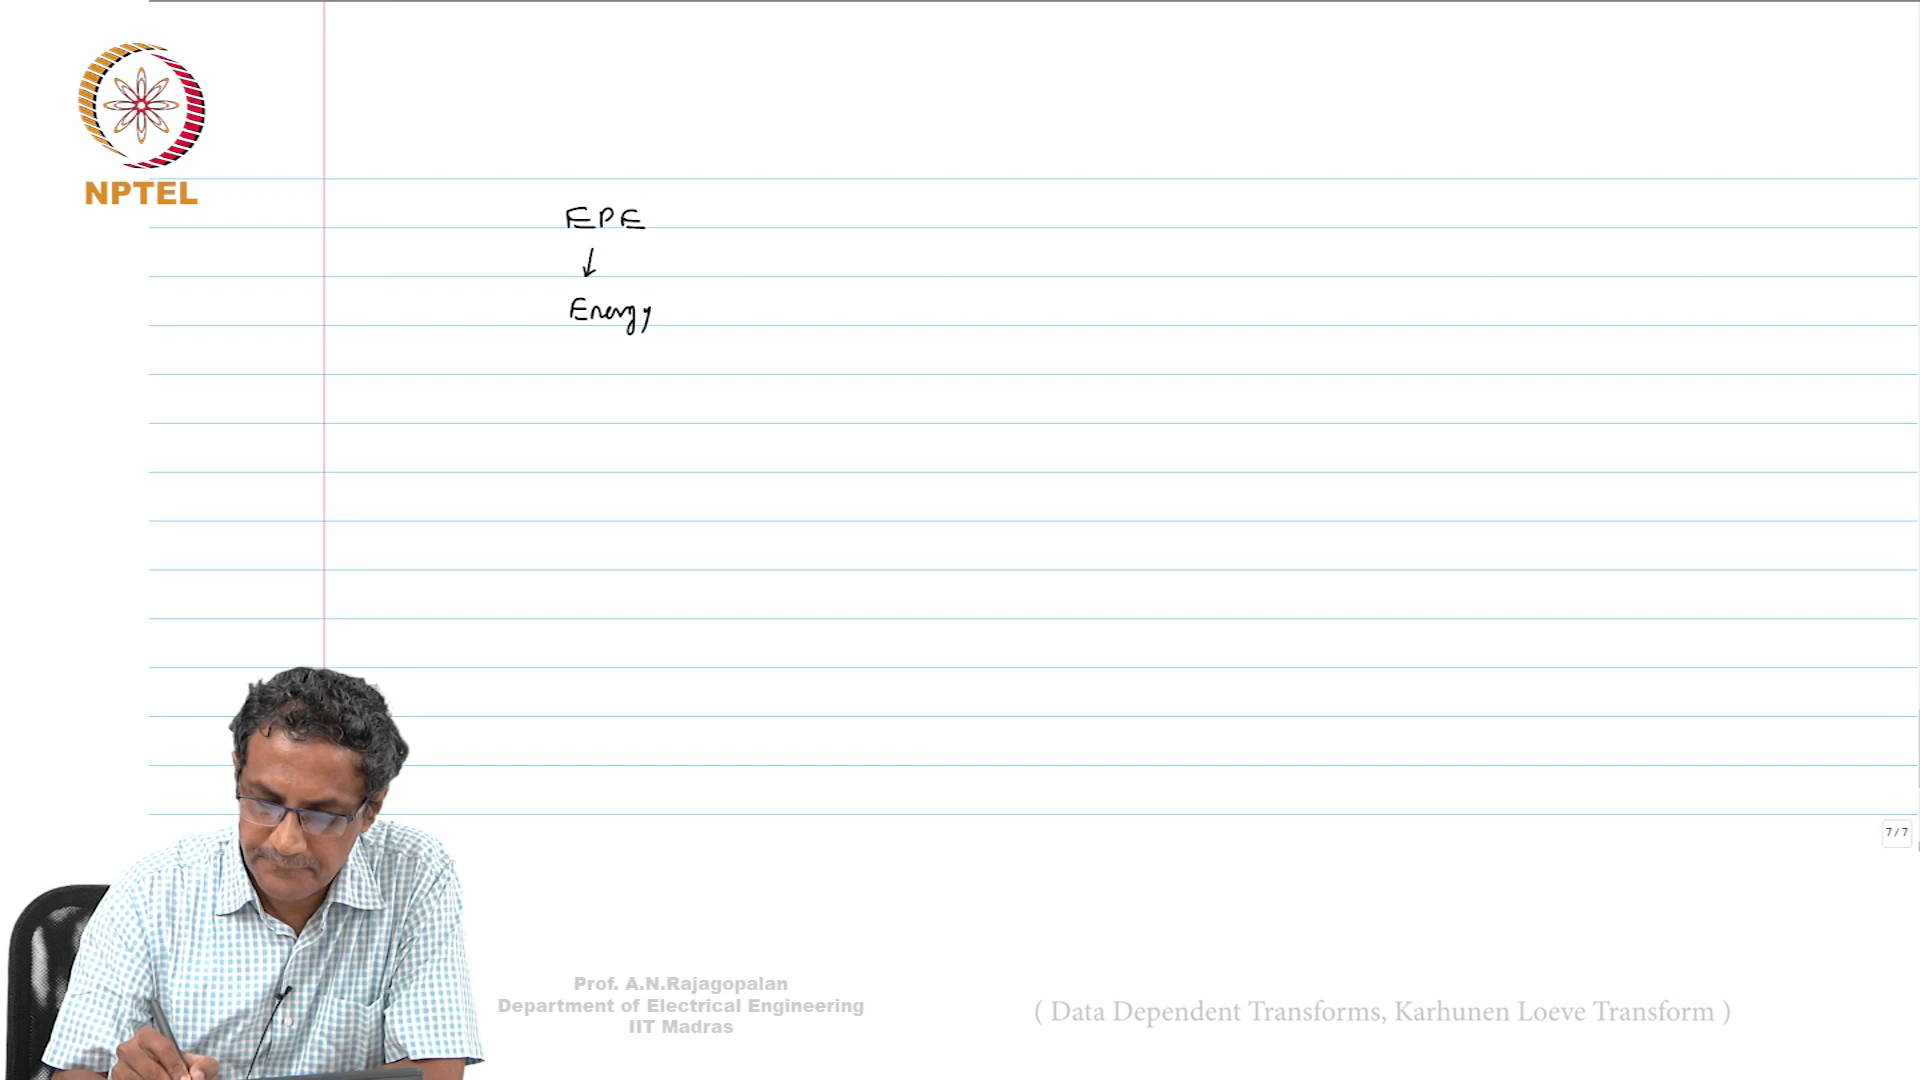 NPTEL
EPE
↓
Energy
7/7
Prof. A.N.Rajagopalan
Department of Electrical Engineering
IIT Madras
( Data Dependent Transforms, Karhunen Loeve Transform )